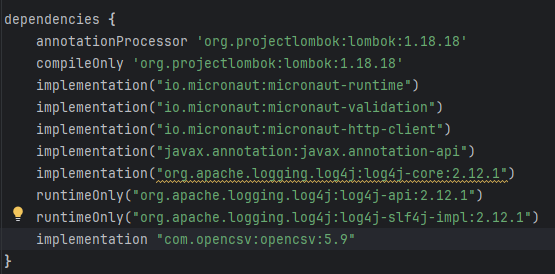 dependencies {
annotationProcessor 'org.projectlombok:lombok:1.18.18'
compileOnly 'org.projectlombok:lombok:1.18.18'
implementation("io.micronaut:micronaut-runtime")
implementation("io.micronaut:micronaut-validation")
implementation("io.micronaut:micronaut-http-client")
implementation("javax.annotation:javax.annotation-api")
implementation("org.apache.logging.log4j:log4j-core:2.12.1")
runtimeOnly("org.apache.logging.log4j:log4j-api:2.12.1")
runtimeOnly("org.apache.logging.log4j:log4j-slf4j-impl:2.12.1")
implementation "com.opencsv:opencsv:5.9"
}